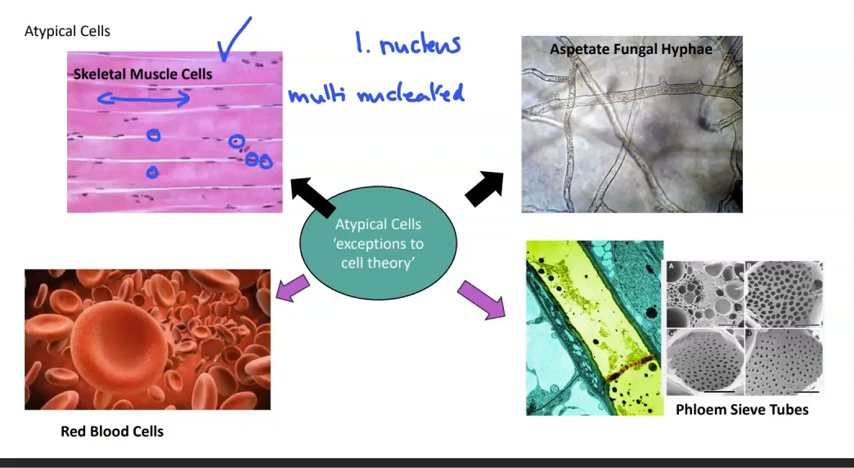 Atypical Cells
1. nucleus
Skeletal Muscle Cells
multi nucleated
Aspetate Fungal Hyphae
Atypical Cells
'exceptions to
cell theory'
Red Blood Cells
A
Phloem Sieve Tubes